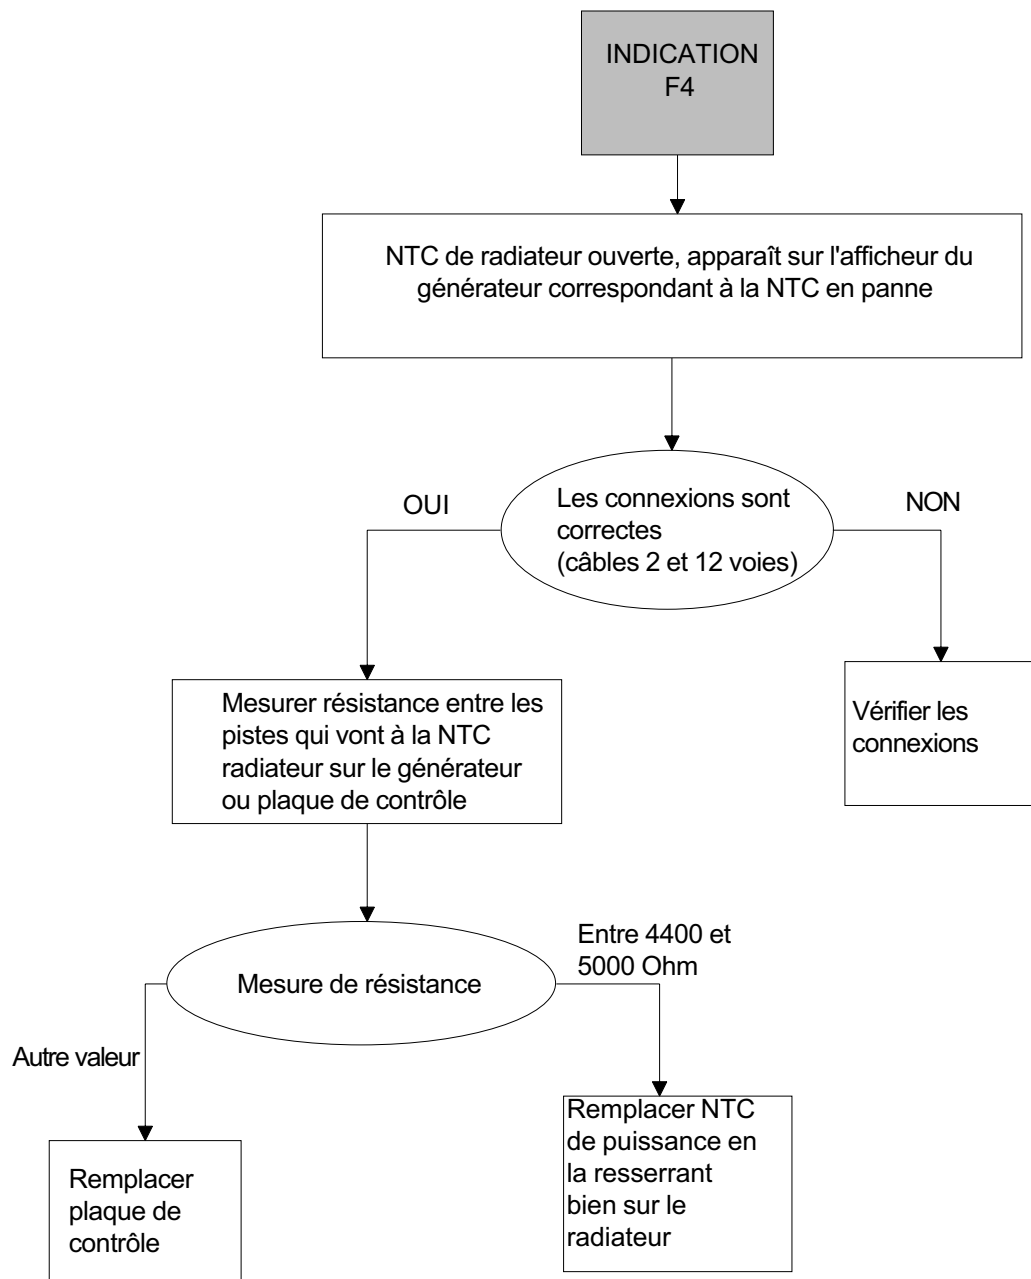 INDICATION
F4
NTC de radiateur ouverte, apparaît sur l'afficheur du
générateur correspondant à la NTC en panne
Les connexions sont
correctes
(câbles 2 et 12 voies)
OUI
NON
Mesurer résistance entre les
pistes qui vont à la NTC
radiateur sur le générateur
ou plaque de contrôle
Vérifier les
connexions
Mesure de résistance
Entre 4400 et
5000 Ohm
Autre valeur
Remplacer
plaque de
contrôle
Remplacer NTC
de puissance en
la resserrant
bien sur le
radiateur